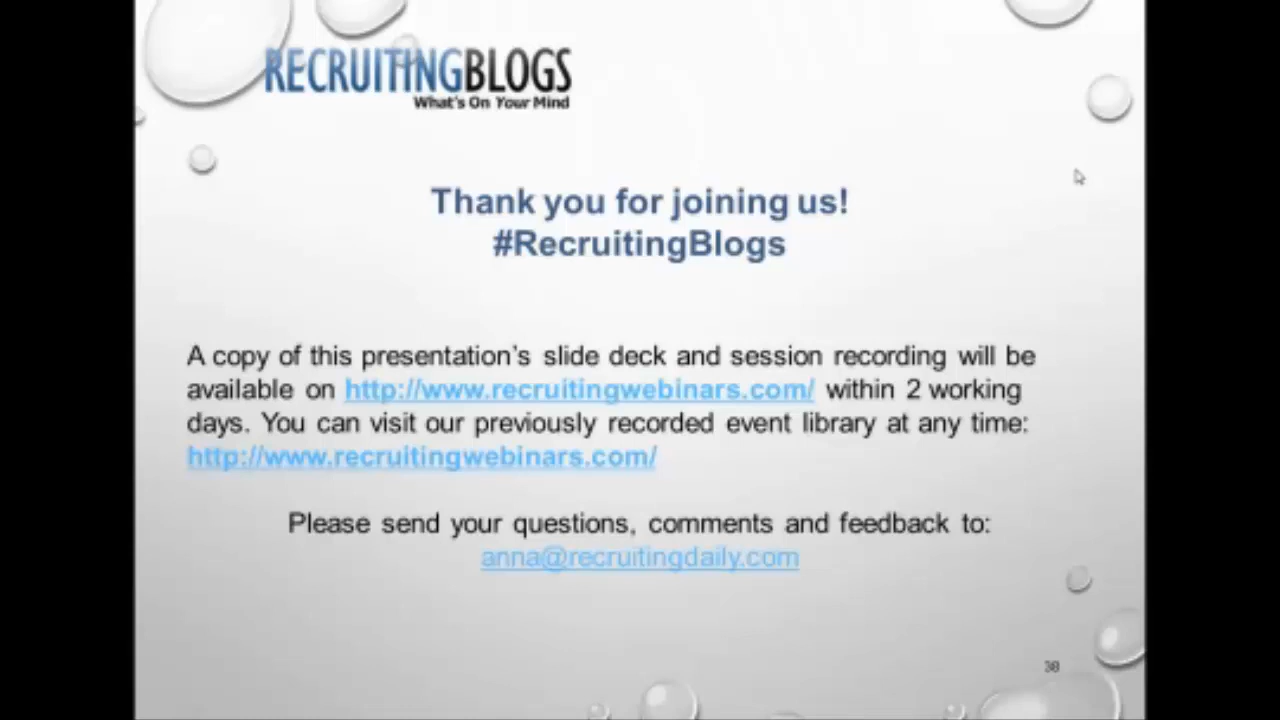 RECRUITINGBLOGS
What's On Your Mind
Thank you for joining us!
#RecruitingBlogs
A copy of this presentation's slide deck and session recording will be
available on http://www.recruitingwebinars.com/ within 2 working
days. You can visit our previously recorded event library at any time:
http://www.recruitingwebinars.com/
Please send your questions, comments and feedback to:
anna@recruitingdaily.com
38